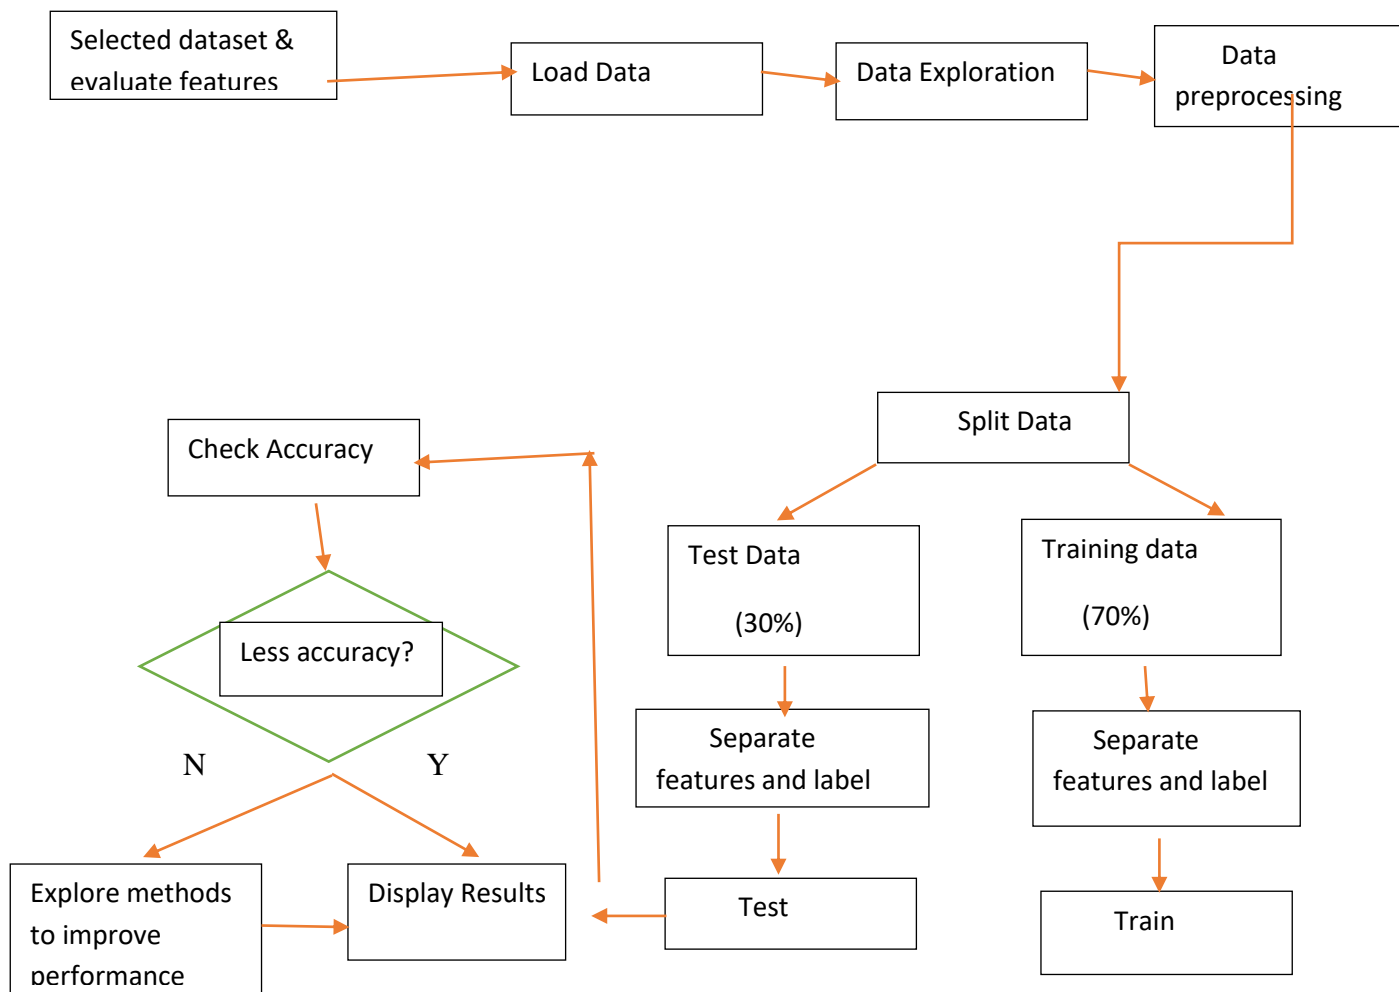 Selected dataset &
evaluate features
Load Data
Data Exploration
Data
preprocessing
Split Data
Check Accuracy
Test Data
(30%)
Training data
(70%)
Less accuracy?
N
Y
Separate
features and label
Separate
features and label
Explore methods
to improve
performance
Display Results
Test
Train